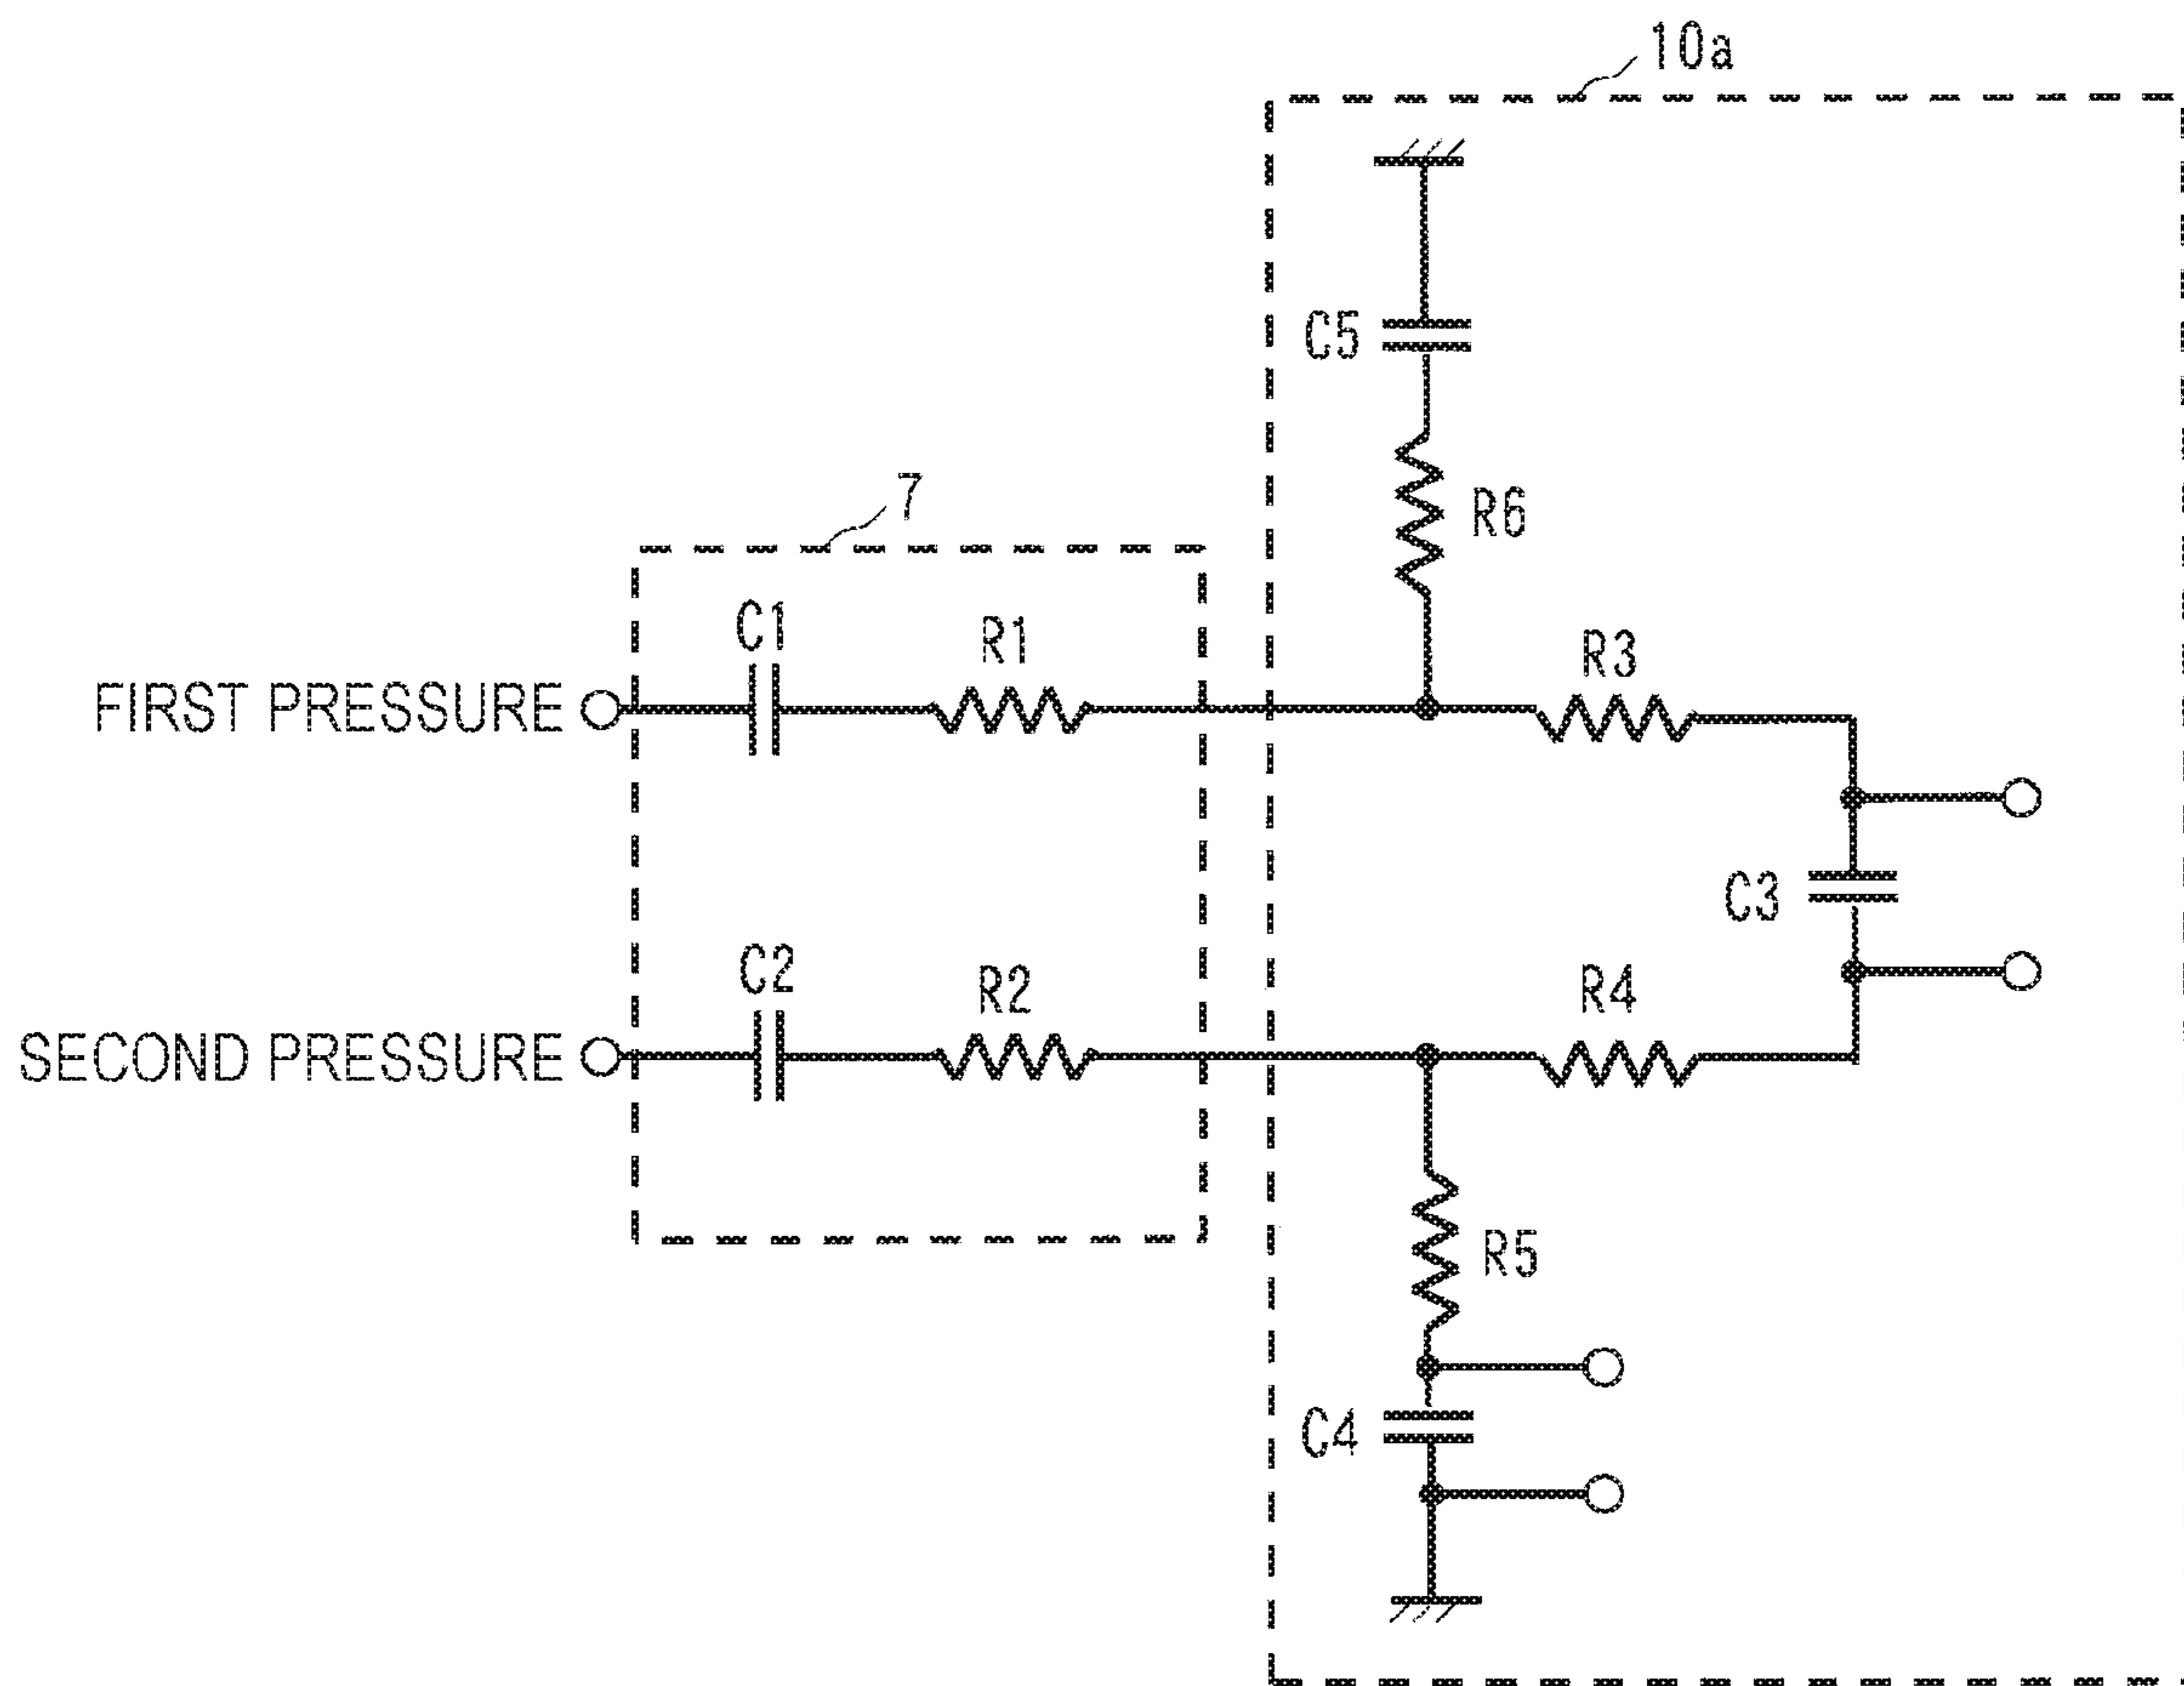 10a
C5
R6
7
C1
R1
R3
FIRST PRESSURE
C3
C2
R2
R4
SECOND PRESSURE
R5
C4